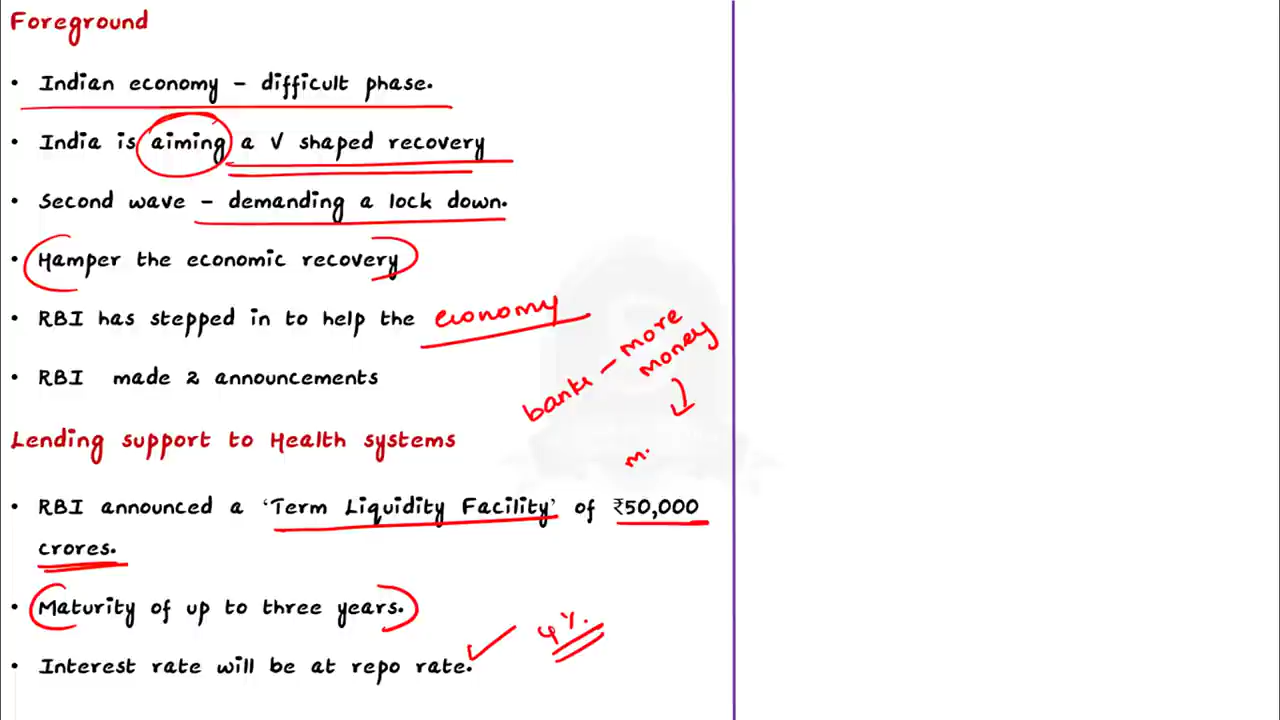 Foreground
• Indian economy – difficult phase.
• India is aiming a V shaped recovery
• Second wave – demanding a lock down.
• Hamper the economic recovery
• RBI has stepped in to help the economy
banks – more
money
• RBI made 2 announcements
Lending support to Health systems
m.
• RBI announced a ‘Term Liquidity Facility’ of ₹50,000
crores.
• Maturity of up to three years.
4%.
• Interest rate will be at repo rate.